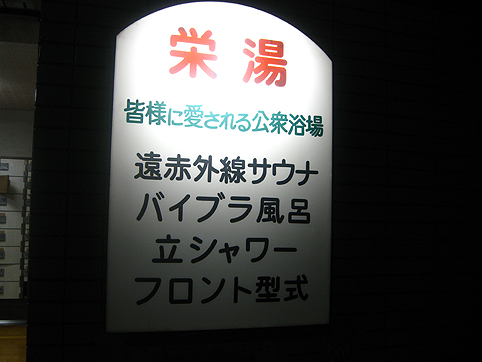 栄湯
皆様に愛される公衆浴場
遠赤外線サウナ
バイブラ風呂
立シャワー
フロント型式